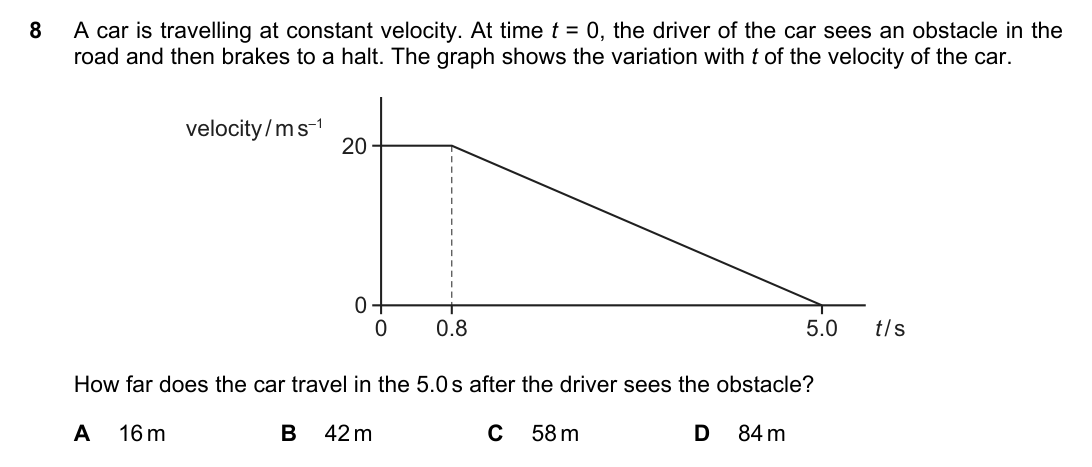 8 A car is travelling at constant velocity. At time t = 0, the driver of the car sees an obstacle in the
road and then brakes to a halt. The graph shows the variation with t of the velocity of the car.
velocity / m s⁻¹
20
0
0 0.8 5.0 t / s
How far does the car travel in the 5.0 s after the driver sees the obstacle?
A 16 m B 42 m C 58 m D 84 m